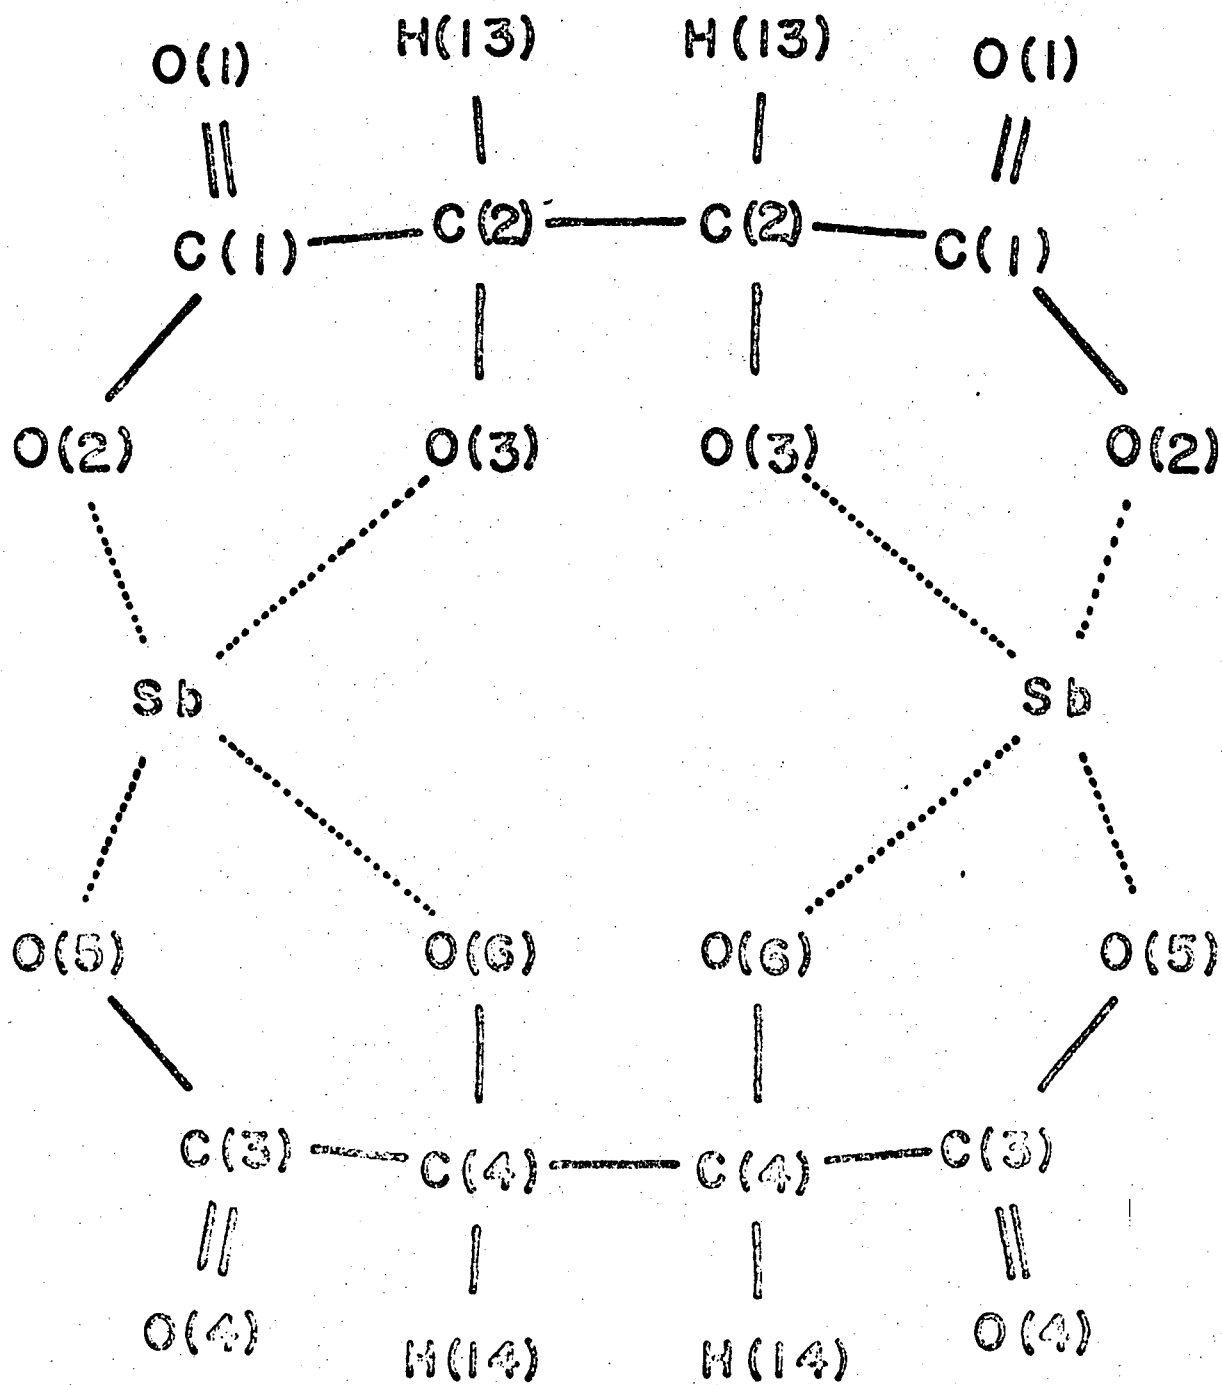 O(1) H(13) H(13) O(1)
C(1) C(2) C(2) C(1)
O(2) O(3) O(3) O(2)
Sb Sb
O(5) O(6) O(6) O(5)
C(3) C(4) C(4) C(3)
O(4) H(14) H(14) O(4)